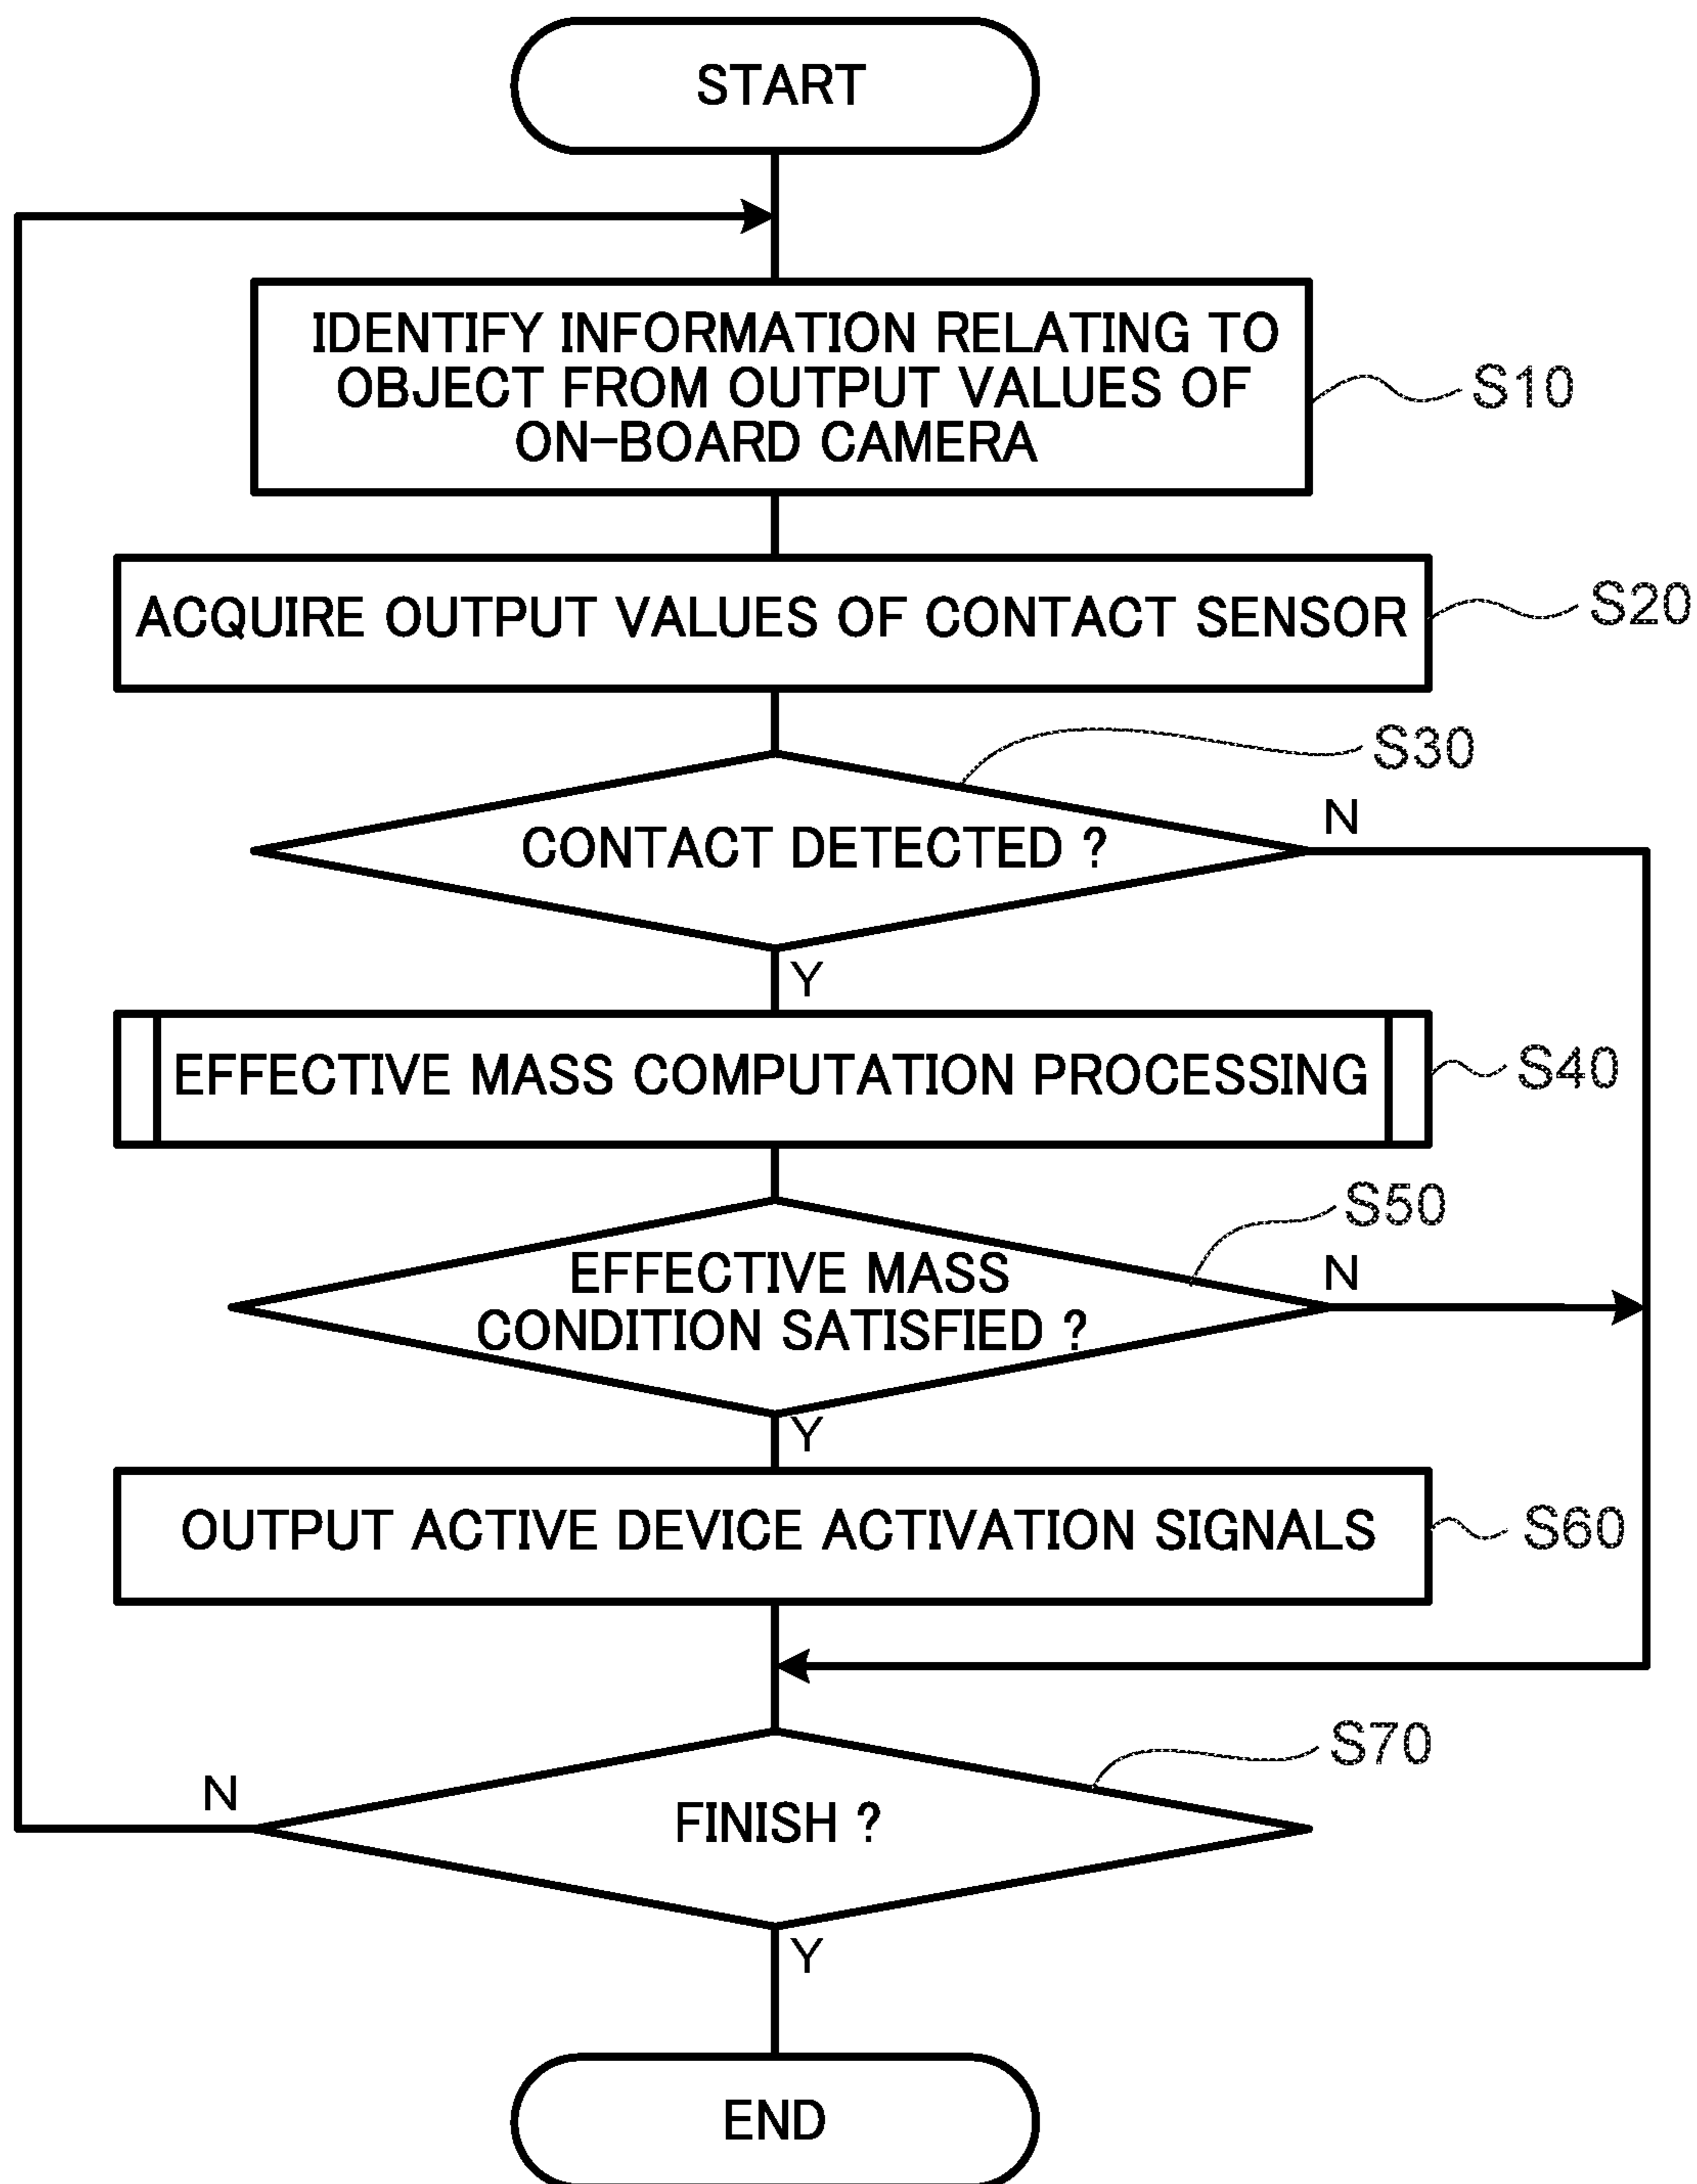 START
IDENTIFY INFORMATION RELATING TO
OBJECT FROM OUTPUT VALUES OF
ON-BOARD CAMERA
S10
ACQUIRE OUTPUT VALUES OF CONTACT SENSOR
S20
S30
CONTACT DETECTED ?
N
Y
EFFECTIVE MASS COMPUTATION PROCESSING
S40
S50
EFFECTIVE MASS
CONDITION SATISFIED ?
N
Y
OUTPUT ACTIVE DEVICE ACTIVATION SIGNALS
S60
S70
N
FINISH ?
Y
END